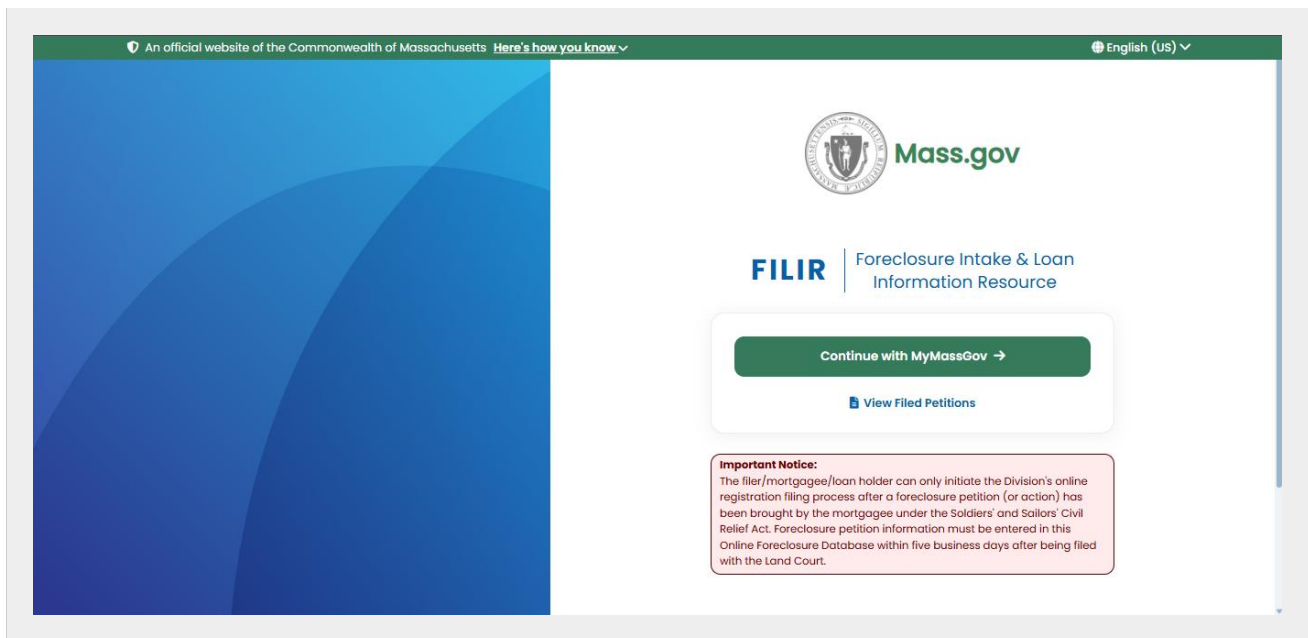 An official website of the Commonwealth of Massachusetts Here's how you know
English (US)
Mass.gov
FILIR
Foreclosure Intake & Loan
Information Resource
Continue with MyMassGov →
View Filed Petitions
Important Notice:
The filer/mortgagee/loan holder can only initiate the Division's online
registration filing process after a foreclosure petition (or action) has
been brought by the mortgage under the Soldiers' and Sailors' Civil
Relief Act. Foreclosure petition information must be entered in this
Online Foreclosure Database within five business days after being filed
with the Land Court.